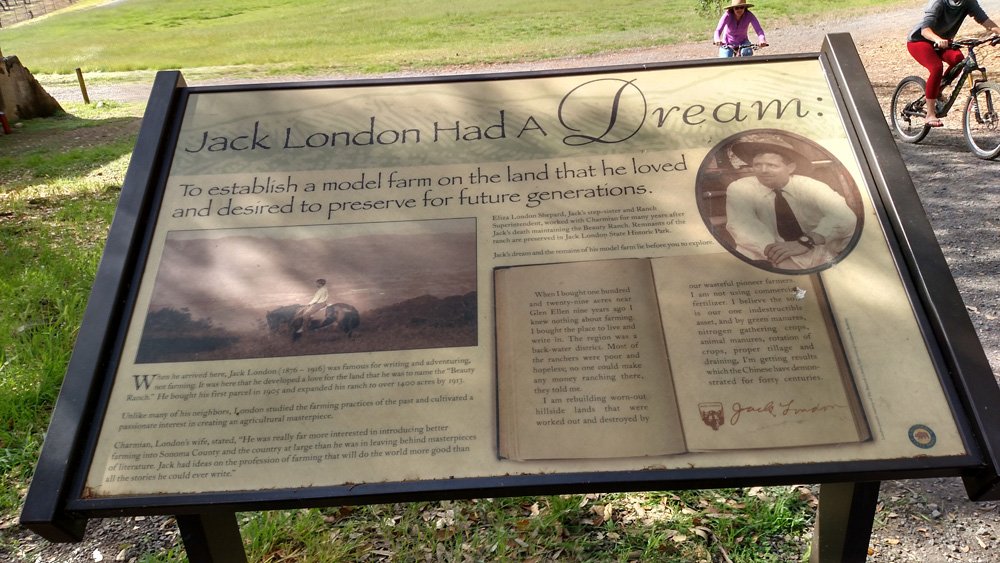 Jack London Had A Dream:
To establish a model farm on the land that he loved
and desired to preserve for future generations.
Eliza London Shepard, Jack's step-sister and Ranch
Superintendent, worked with Charmian for many years after
Jack's death maintaining the Beauty Ranch. Remnants of the
ranch are preserved in Jack London State Historic Park.
Jack's dream and the remains of his model farm lie before you to explore.
When he arrived here, Jack London (1876 – 1916) was famous for writing and adventuring,
not farming. It was here that he developed a love for the land that he was to name the "Beauty
Ranch." He bought his first parcel in 1905 and expanded his ranch to over 1400 acres by 1913.
Unlike many of his neighbors, London studied the farming practices of the past and cultivated a
passionate interest in creating an agricultural masterpiece.
Charmian, London's wife, stated, "He was really far more interested in introducing better
farming into Sonoma County and the country at large than he was in leaving behind masterpieces
of literature. Jack had ideas on the profession of farming that will do the world more good than
all the stories he could ever write."
When I bought one hundred
and twenty-nine acres near
Glen Ellen nine years ago I
knew nothing about farming.
I bought the place to live and
write in. The region was a
back-water district. Most of
the ranchers were poor and
hopeless; no one could make
any money ranching there,
they told me.
I am rebuilding worn-out
hillside lands that were
worked out and destroyed by
our wasteful pioneer farmers.
I am not using commercial
fertilizer. I believe the soil
is our one indestructible
asset, and by green manures,
nitrogen gathering crops,
animal manures, rotation of
crops, proper tillage and
draining, I'm getting results
which the Chinese have demon-
strated for forty centuries.
Jack London